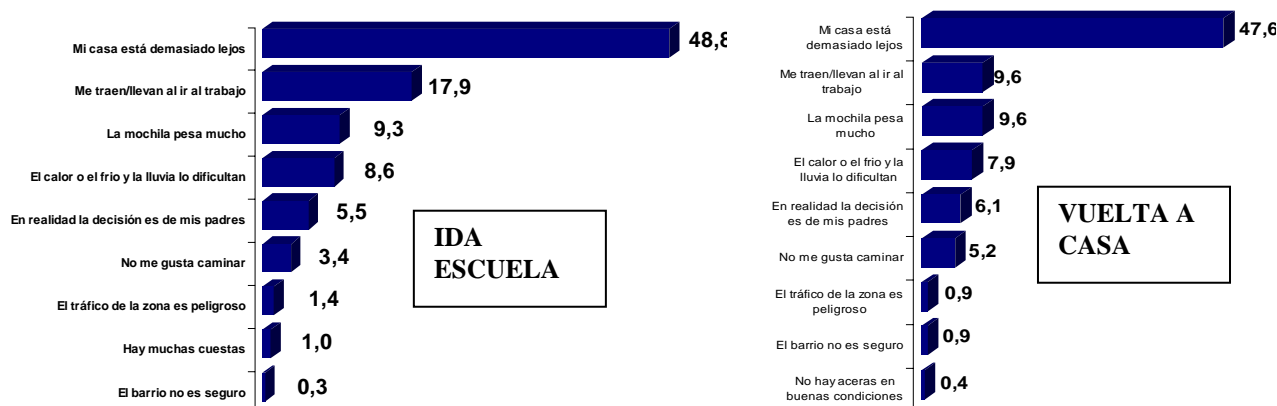 Mi casa está demasiado lejos
48,8
Me traen/llevan al ir al trabajo
17,9
La mochila pesa mucho
9,3
El calor o el frio y la lluvia lo dificultan
8,6
En realidad la decisión es de mis padres
5,5
No me gusta caminar
3,4
El tráfico de la zona es peligroso
1,4
Hay muchas cuestas
1,0
El barrio no es seguro
0,3
IDA
ESCUELA
Mi casa está
demasiado lejos
47,6
Me traen/llevan al ir al
trabajo
9,6
La mochila pesa
mucho
9,6
El calor o el frio y la
lluvia lo dificultan
7,9
En realidad la decisión
es de mis padres
6,1
No me gusta caminar
5,2
El tráfico de la zona es
peligroso
0,9
El barrio no es seguro
0,9
No hay aceras en
buenas condiciones
0,4
VUELTA A
CASA